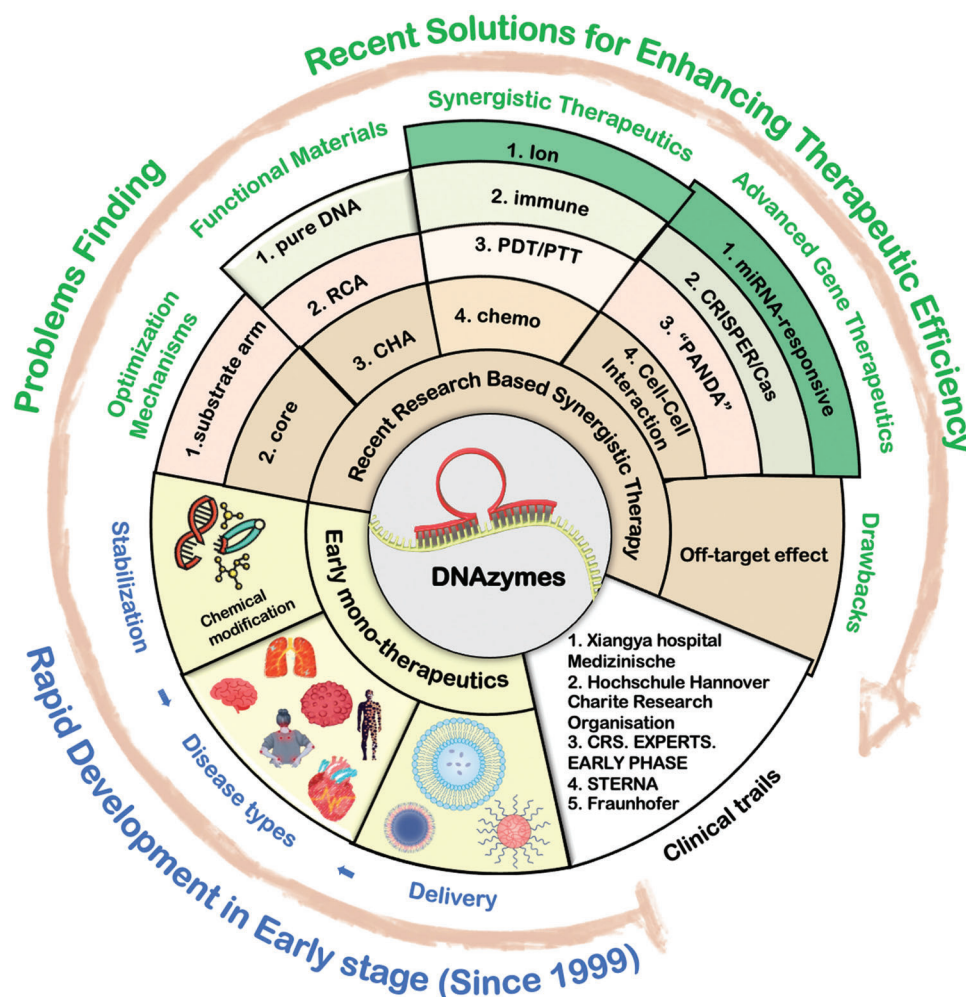 Recent Solutions for Enhancing Therapeutic Efficiency
Problems Finding
Rapid Development in Early stage (Since 1999)
Optimization
Mechanisms
1.substrate arm
2. core
Functional Materials
1. pure DNA
2. RCA
3. CHA
Synergistic Therapeutics
1. Ion
2. immune
3. PDT/PTT
4. chemo
Advanced Gene Therapeutics
1. miRNA-responsive
2. CRISPER/Cas
3. "PANDA"
4. Cell-Cell
Interaction
Recent Research Based Synergistic Therapy
DNAzymes
Early mono-therapeutics
Drawbacks
Off-target effect
Stabilization
Chemical
modification
Disease types
Delivery
1. Xiangya hospital
Medizinische
2. Hochschule Hannover
Charite Research
Organisation
3. CRS. EXPERTS.
EARLY PHASE
4. STERNA
5. Fraunhofer
Clinical trails